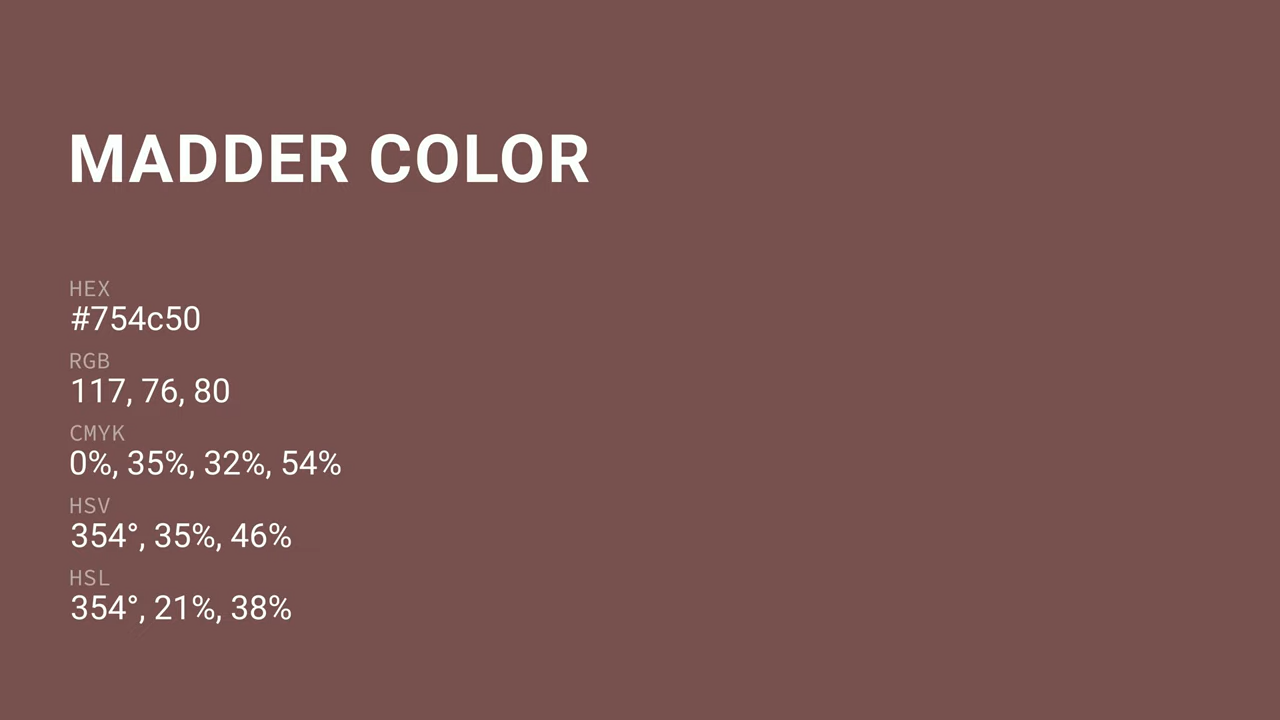 MADDER COLOR
HEX
#754c50
RGB
117, 76, 80
CMYK
0%, 35%, 32%, 54%
HSV
354°, 35%, 46%
HSL
354°, 21%, 38%